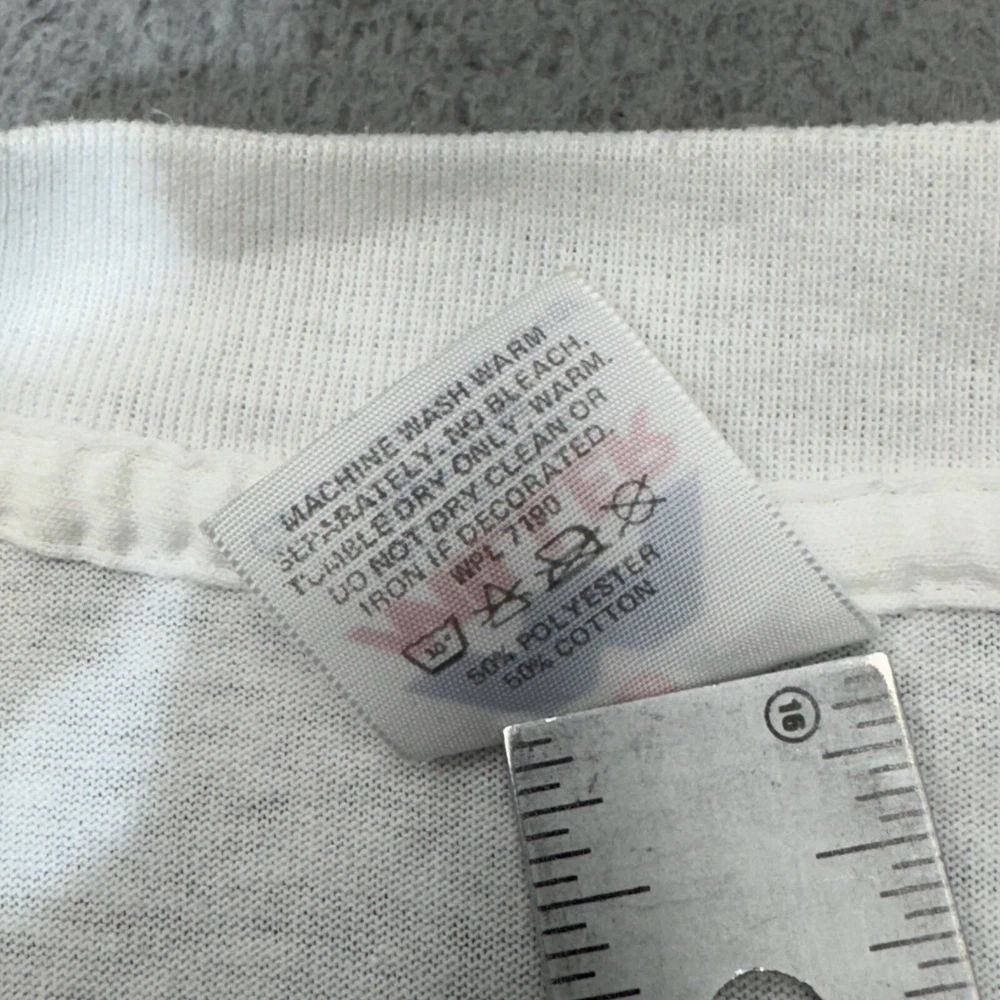 MACHINE WASH WARM
SEPARATELY. NO BLEACH.
TUMBLE DRY ONLY, WARM.
DO NOT DRY CLEAN OR
IRON IF DECORATED.
WPL 7190
30°
50% POLYESTER
50% COTTON
16